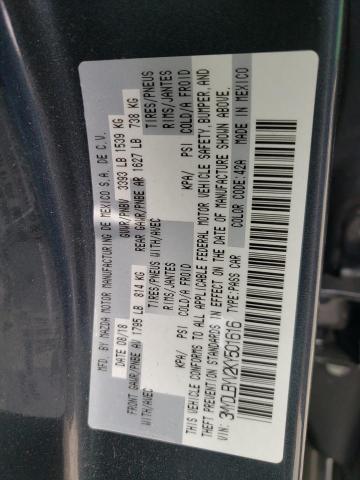 MFD. BY MAZDA MOTOR MANUFACTURING DE MEXICO S.A. DE C.V.
DATE 08/18 GVWR/PNBV 3393 LB 1539 KG
FRONT GAWR/PNBE AV 1795 LB 814 KG REAR GAWR/PNBE AR 1627 LB 738 KG
WITH/AVEC TIRES/PNEUS WITH/AVEC TIRES/PNEUS
RIMS/JANTES RIMS/JANTES
KPA/ PSI COLD/A FROID KPA/ PSI COLD/A FROID
THIS VEHICLE CONFORMS TO ALL APPLICABLE FEDERAL MOTOR VEHICLE SAFETY, BUMPER, AND
THEFT PREVENTION STANDARDS IN EFFECT ON THE DATE OF MANUFACTURE SHOWN ABOVE.
VIN: 3MYDLBYV2KY501616 TYPE:PASS CAR COLOR CODE:42A MADE IN MEXICO